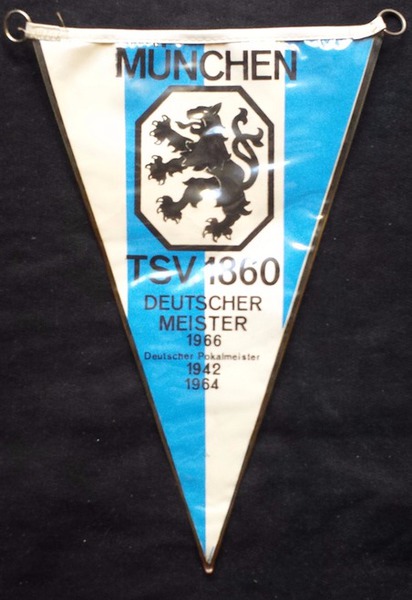 MÜNCHEN
TSV 1860
DEUTSCHER
MEISTER
1966
Deutscher Pokalmeister
1942
1964